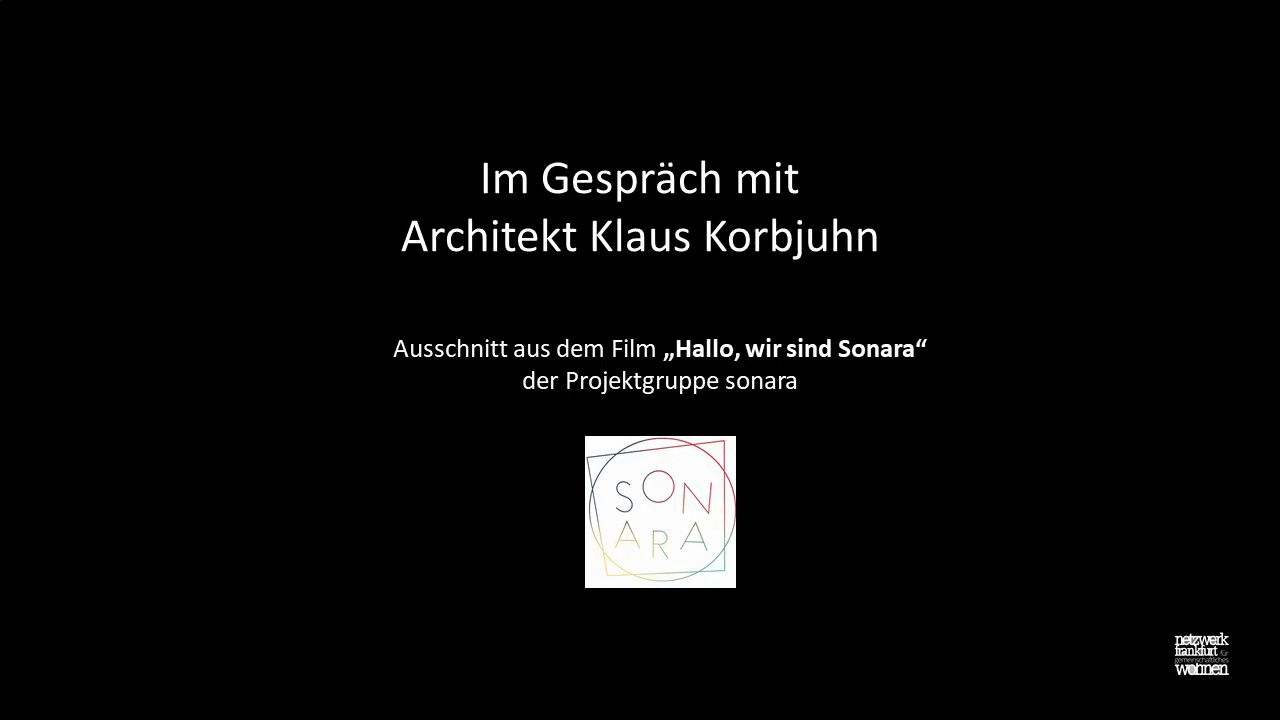 Im Gespräch mit
Architekt Klaus Korbjuhn
Ausschnitt aus dem Film „Hallo, wir sind Sonara“
der Projektgruppe sonara
SON
ARA
netzwerk
frankfurt für
gemeinschaftliches
wohnen